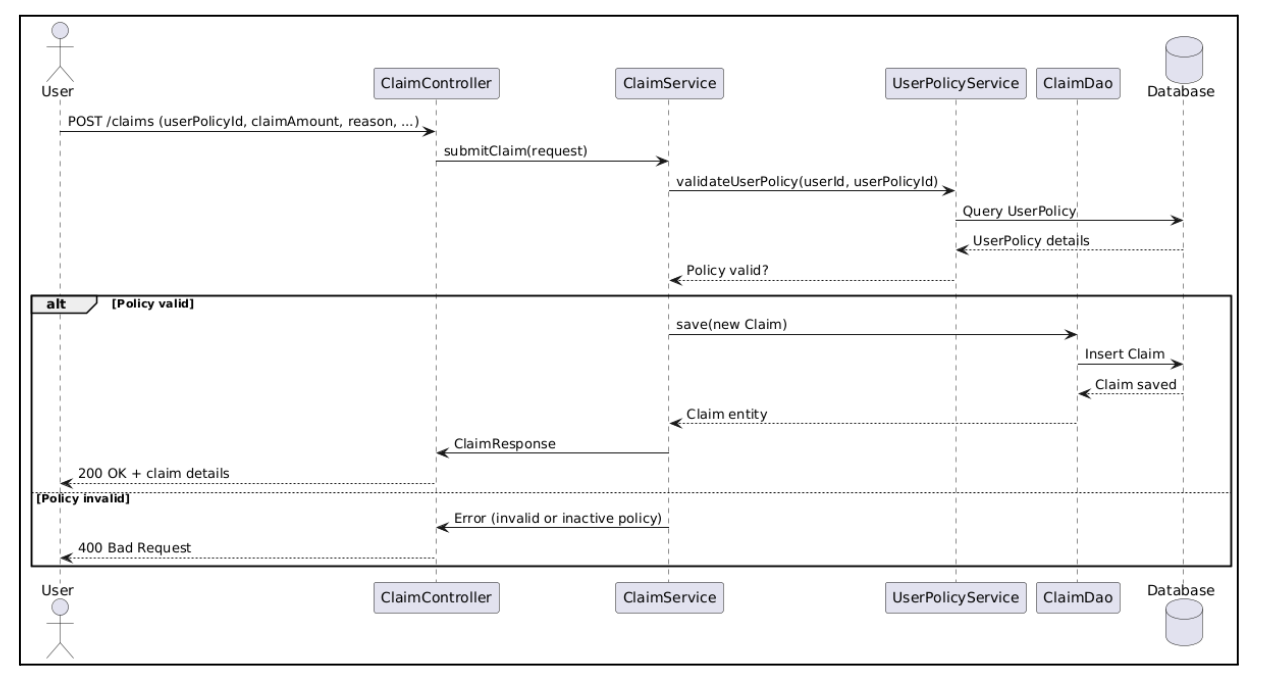 User
ClaimController
ClaimService
UserPolicyService
ClaimDao
Database
POST /claims (userPolicyId, claimAmount, reason, ...)
submitClaim(request)
validateUserPolicy(userId, userPolicyId)
Query UserPolicy
UserPolicy details
Policy valid?
alt [Policy valid]
save(new Claim)
Insert Claim
Claim saved
Claim entity
ClaimResponse
200 OK + claim details
[Policy invalid]
Error (invalid or inactive policy)
400 Bad Request
User
ClaimController
ClaimService
UserPolicyService
ClaimDao
Database